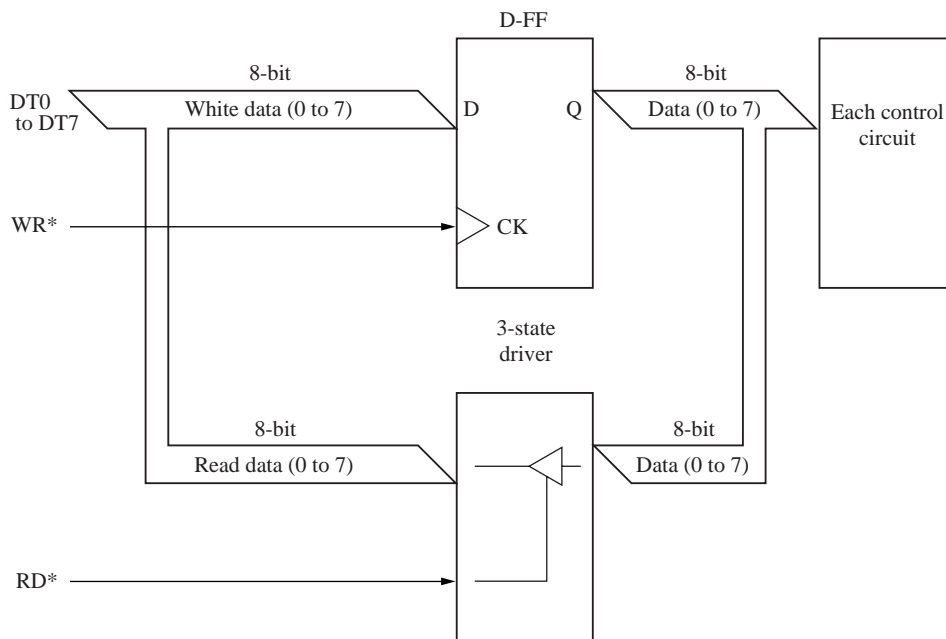 D-FF
8-bit
8-bit
DT0
to DT7
White data (0 to 7)
D
Q
Data (0 to 7)
Each control
circuit
WR*
CK
3-state
driver
8-bit
8-bit
Read data (0 to 7)
Data (0 to 7)
RD*